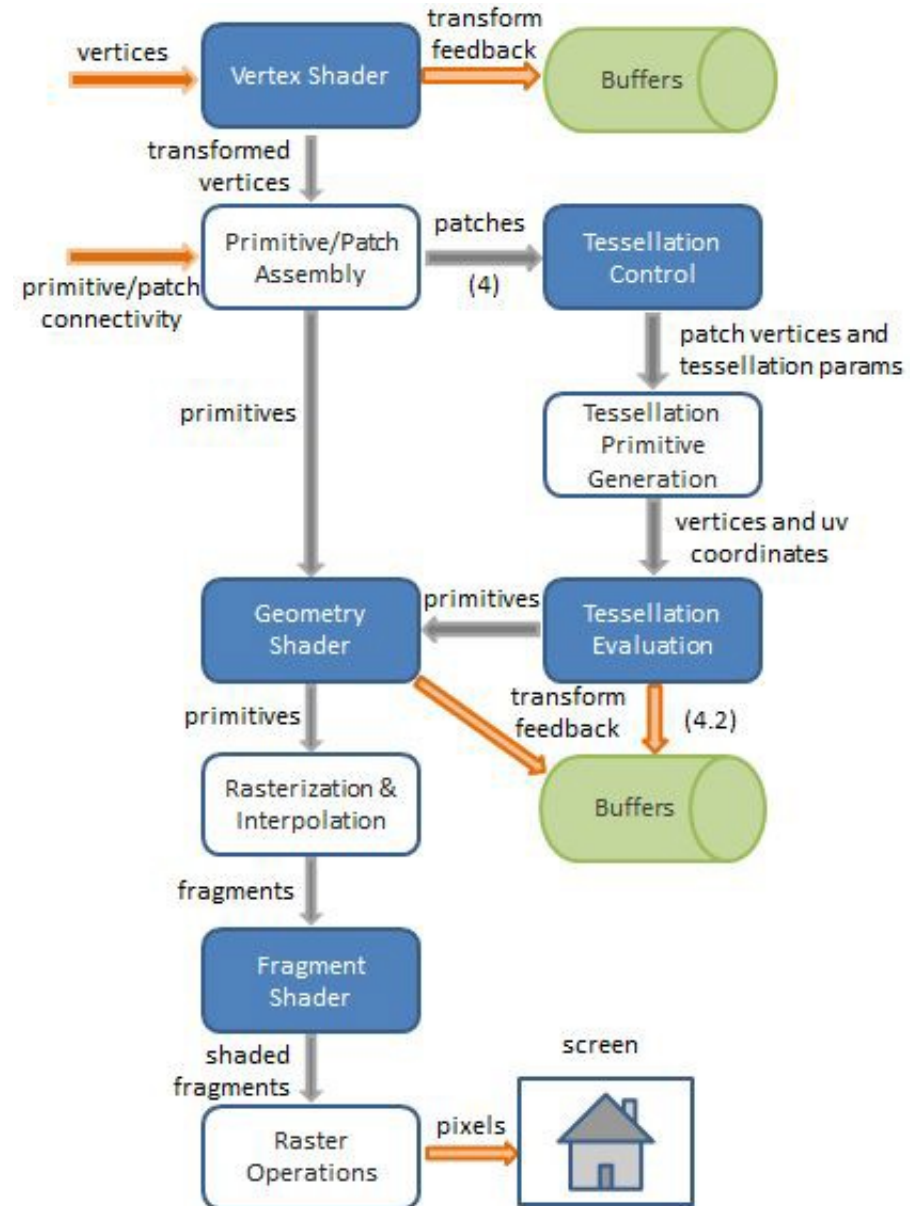 transform
feedback
vertices
Vertex Shader
Buffers
transformed
vertices
Primitive/Patch
Assembly
patches
(4)
Tessellation
Control
primitive/patch
connectivity
patch vertices and
tessellation params
primitives
Tessellation
Primitive
Generation
vertices and uv
coordinates
Geometry
Shader
primitives
Tessellation
Evaluation
primitives
transform
feedback
(4.2)
Rasterization &
Interpolation
Buffers
fragments
Fragment
Shader
shaded
fragments
screen
Raster
Operations
pixels